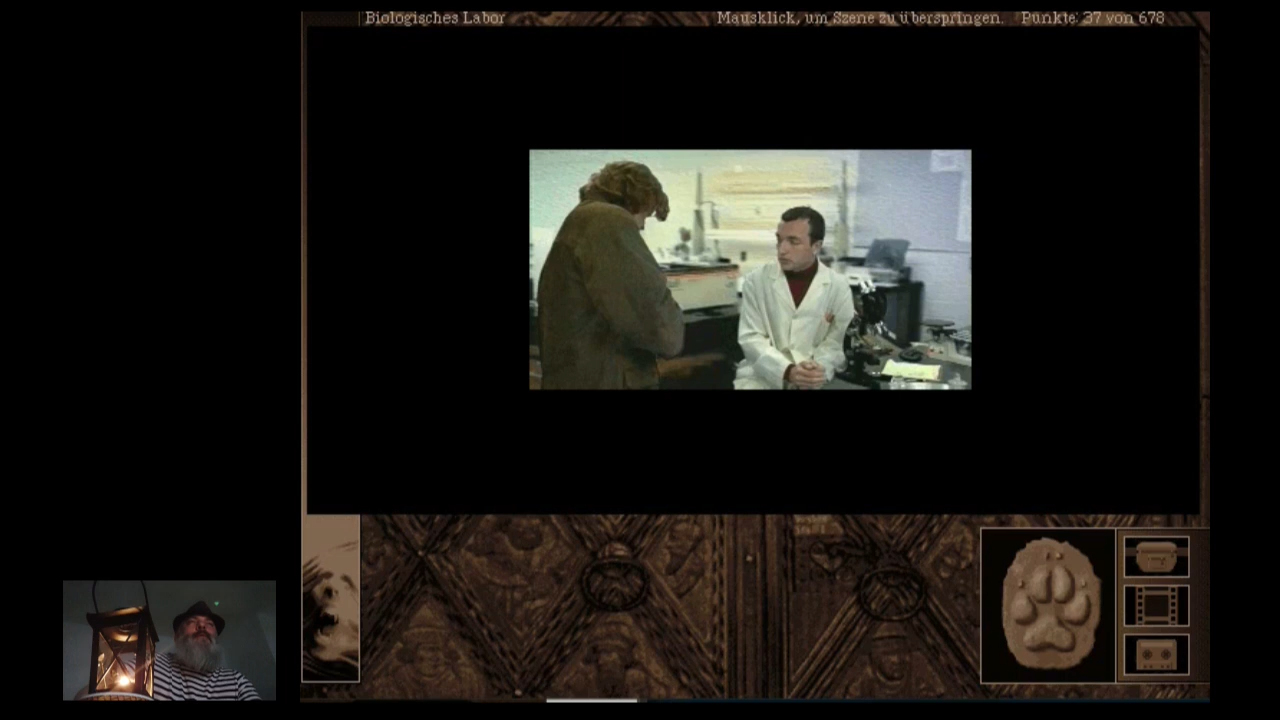 Biologisches Labor Mausklick, um Szene zu überspringen. Punkte: 37 von 678